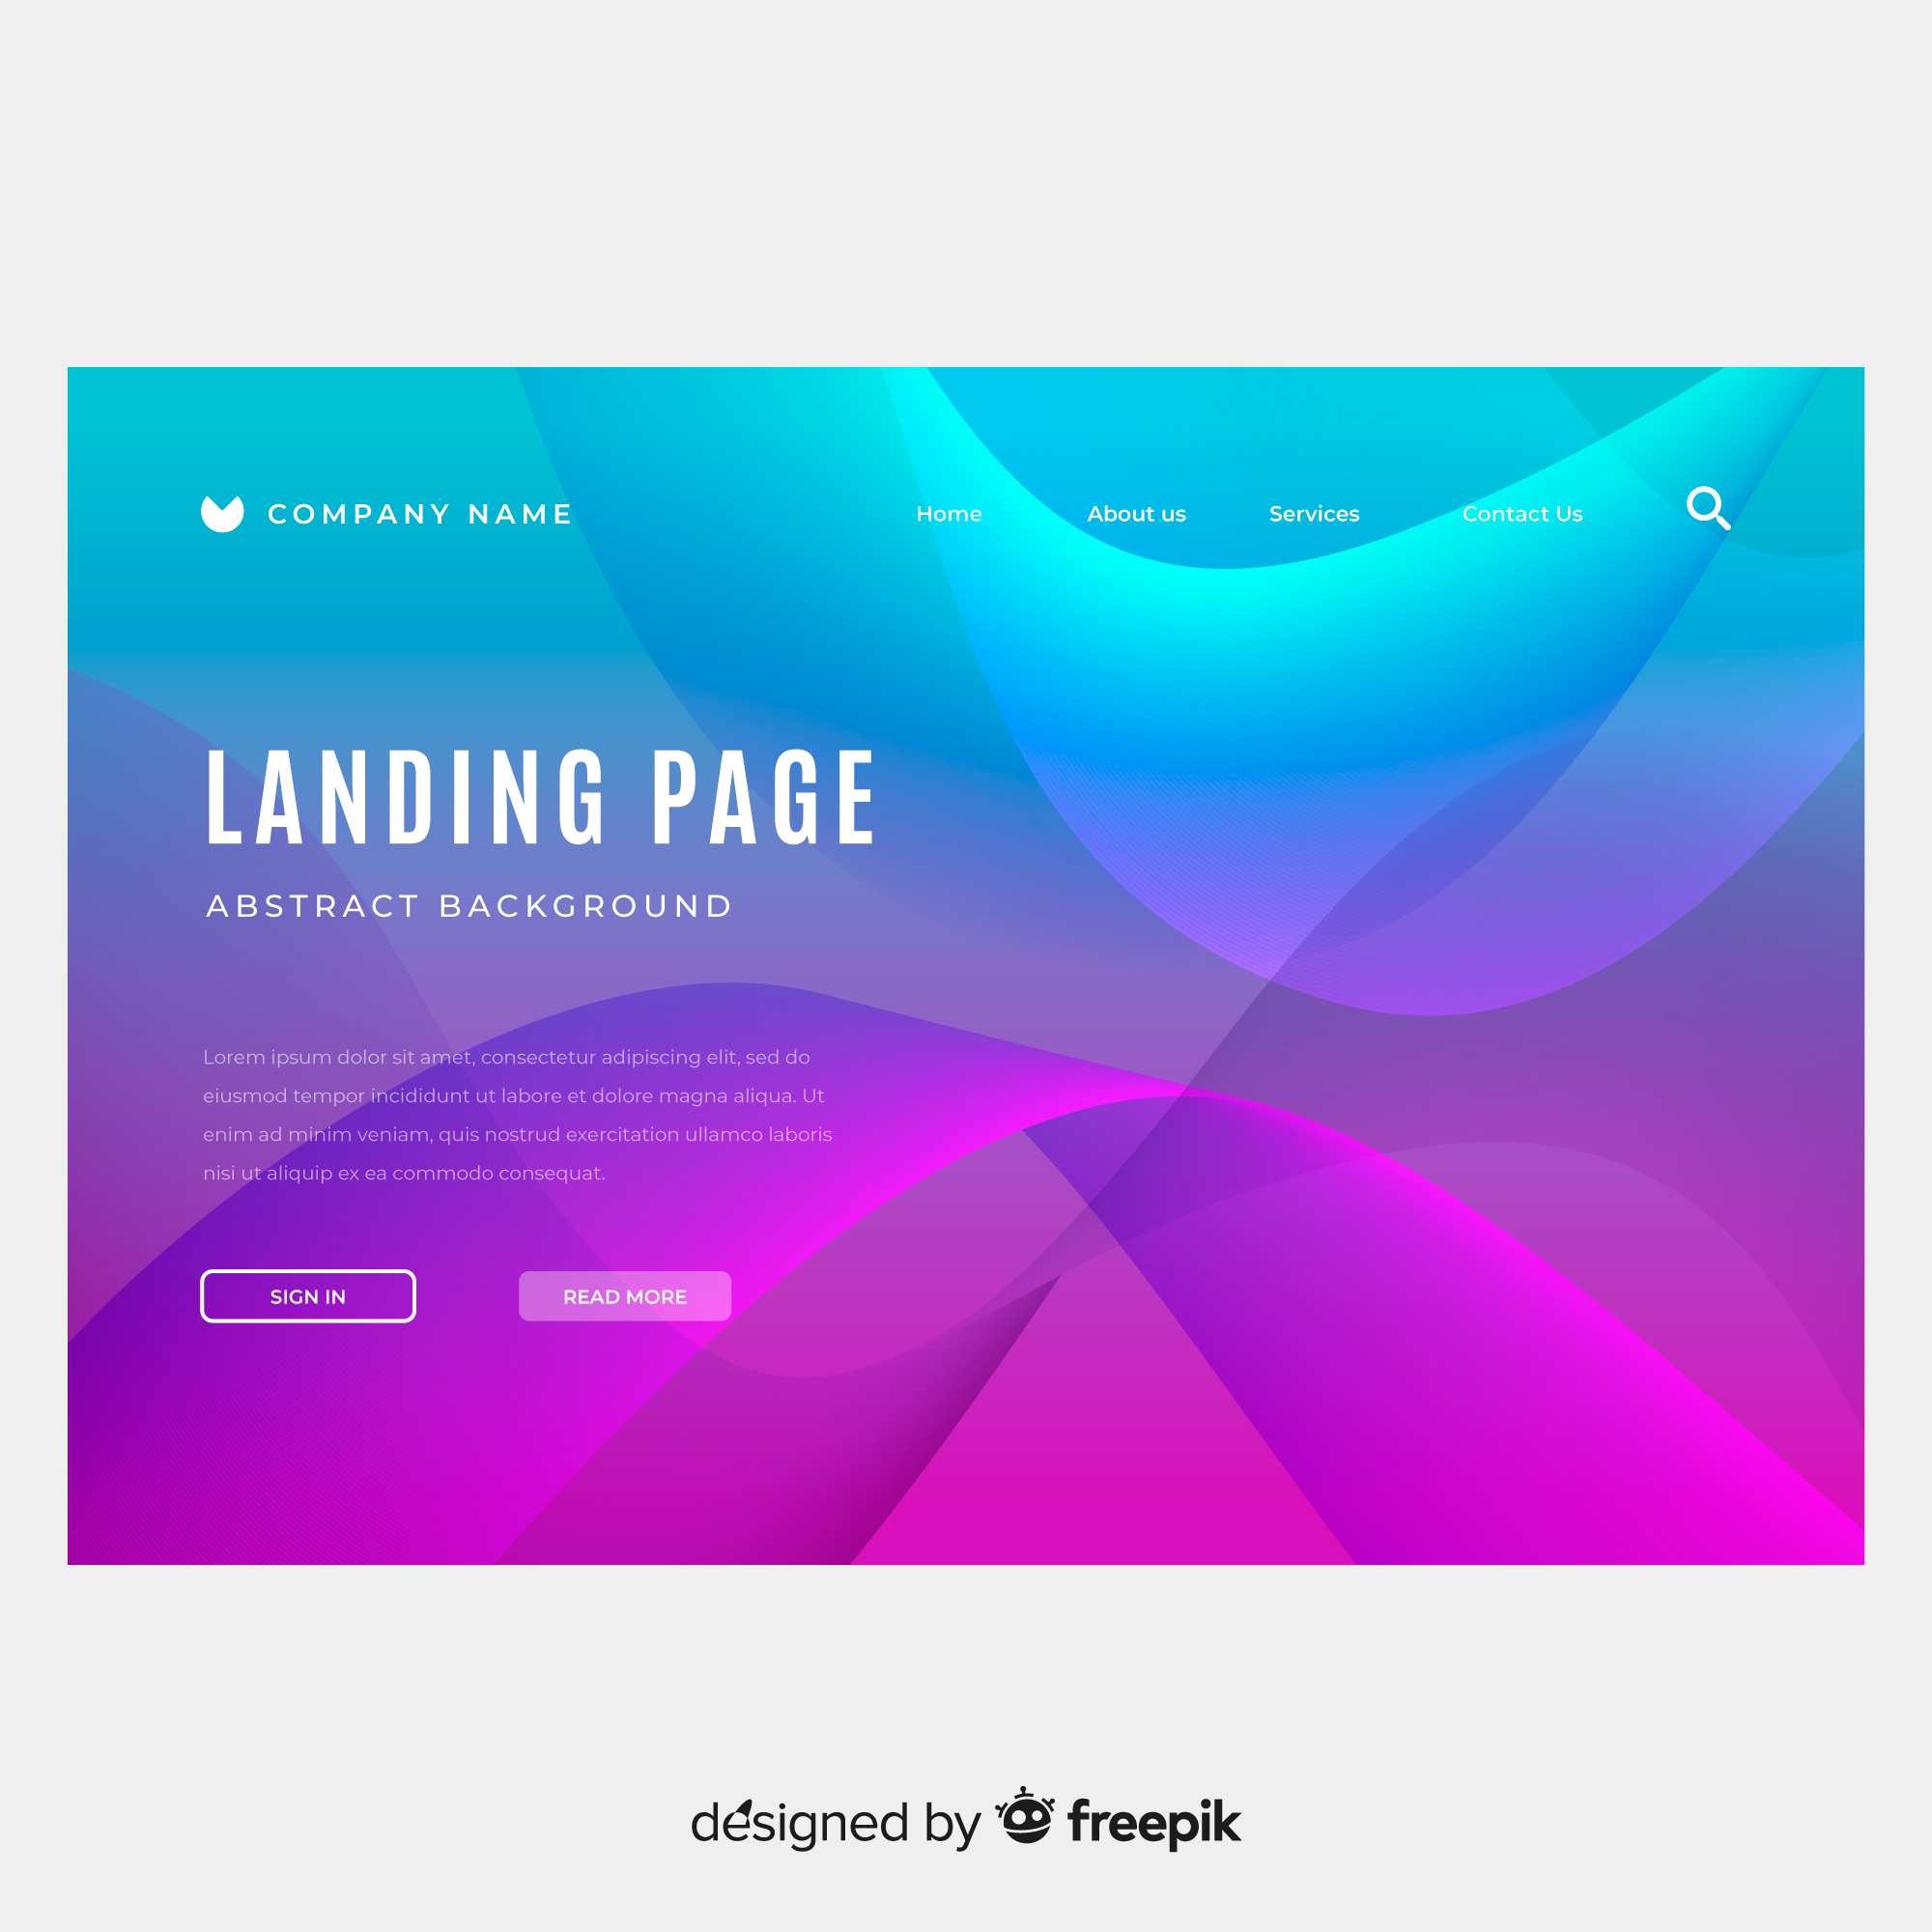 COMPANY NAME
Home About us Services Contact Us
LANDING PAGE
ABSTRACT BACKGROUND
Lorem ipsum dolor sit amet, consectetur adipiscing elit, sed do
eiusmod tempor incididunt ut labore et dolore magna aliqua. Ut
enim ad minim veniam, quis nostrud exercitation ullamco laboris
nisi ut aliquip ex ea commodo consequat.
SIGN IN READ MORE
designed by freepik